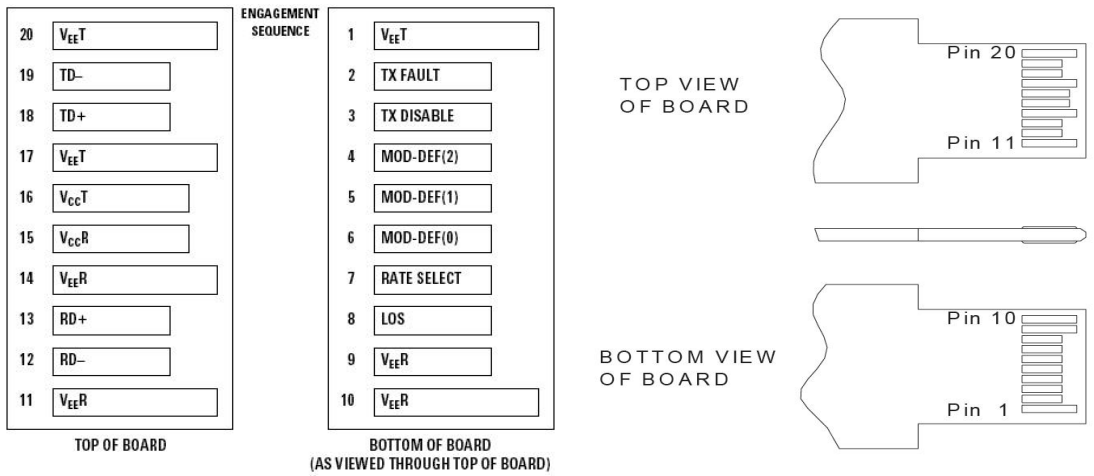 ENGAGEMENT
SEQUENCE
20 VEET
19 TD–
18 TD+
17 VEET
16 VCCT
15 VCCR
14 VEER
13 RD+
12 RD–
11 VEER
TOP OF BOARD
1 VEET
2 TX FAULT
3 TX DISABLE
4 MOD-DEF(2)
5 MOD-DEF(1)
6 MOD-DEF(0)
7 RATE SELECT
8 LOS
9 VEER
10 VEER
BOTTOM OF BOARD
(AS VIEWED THROUGH TOP OF BOARD)
TOP VIEW
OF BOARD
Pin 20
Pin 11
BOTTOM VIEW
OF BOARD
Pin 10
Pin 1